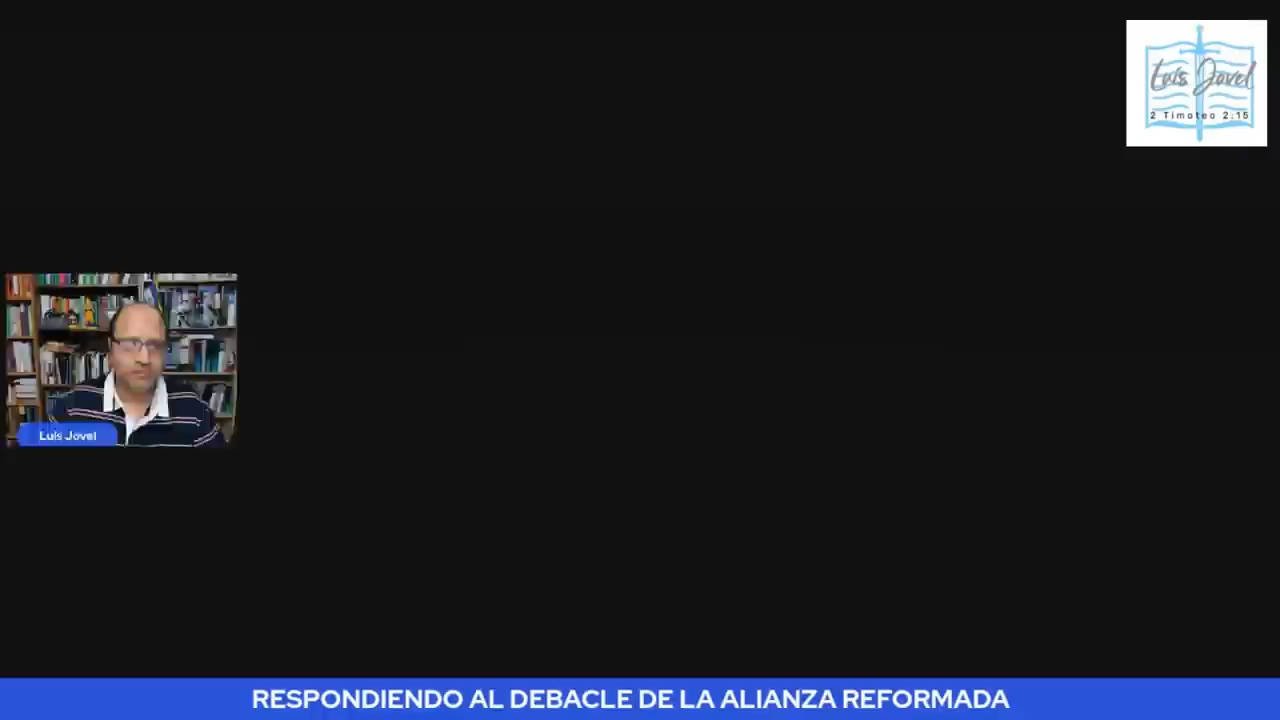 Luis Jovel
2 Timoteo 2:15
Luis Jovel
RESPONDIENDO AL DEBACLE DE LA ALIANZA REFORMADA